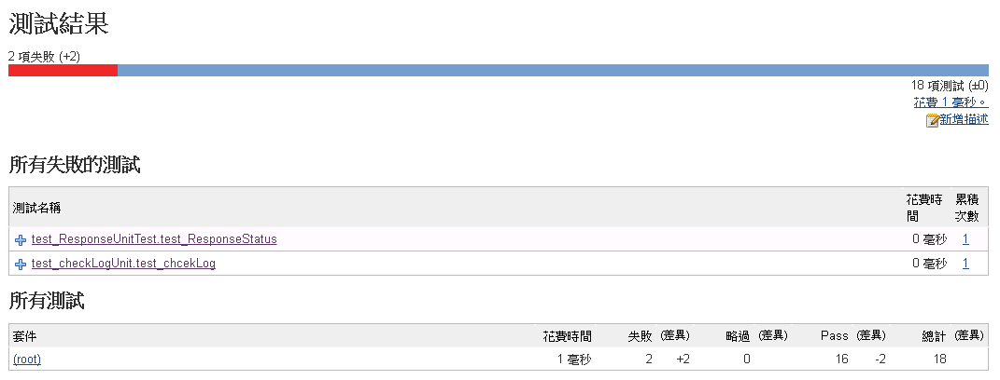 測試結果
2 項失敗 (+2)
18 項測試 (±0)
花費 1 毫秒。
新增描述
所有失敗的測試
測試名稱 花費時間 累積次數
test_ResponseUnitTest.test_ResponseStatus 0 毫秒 1
test_checkLogUnit.test_chcekLog 0 毫秒 1
所有測試
套件 花費時間 失敗 (差異) 略過 (差異) Pass (差異) 總計 (差異)
(root) 1 毫秒 2 +2 0 16 -2 18